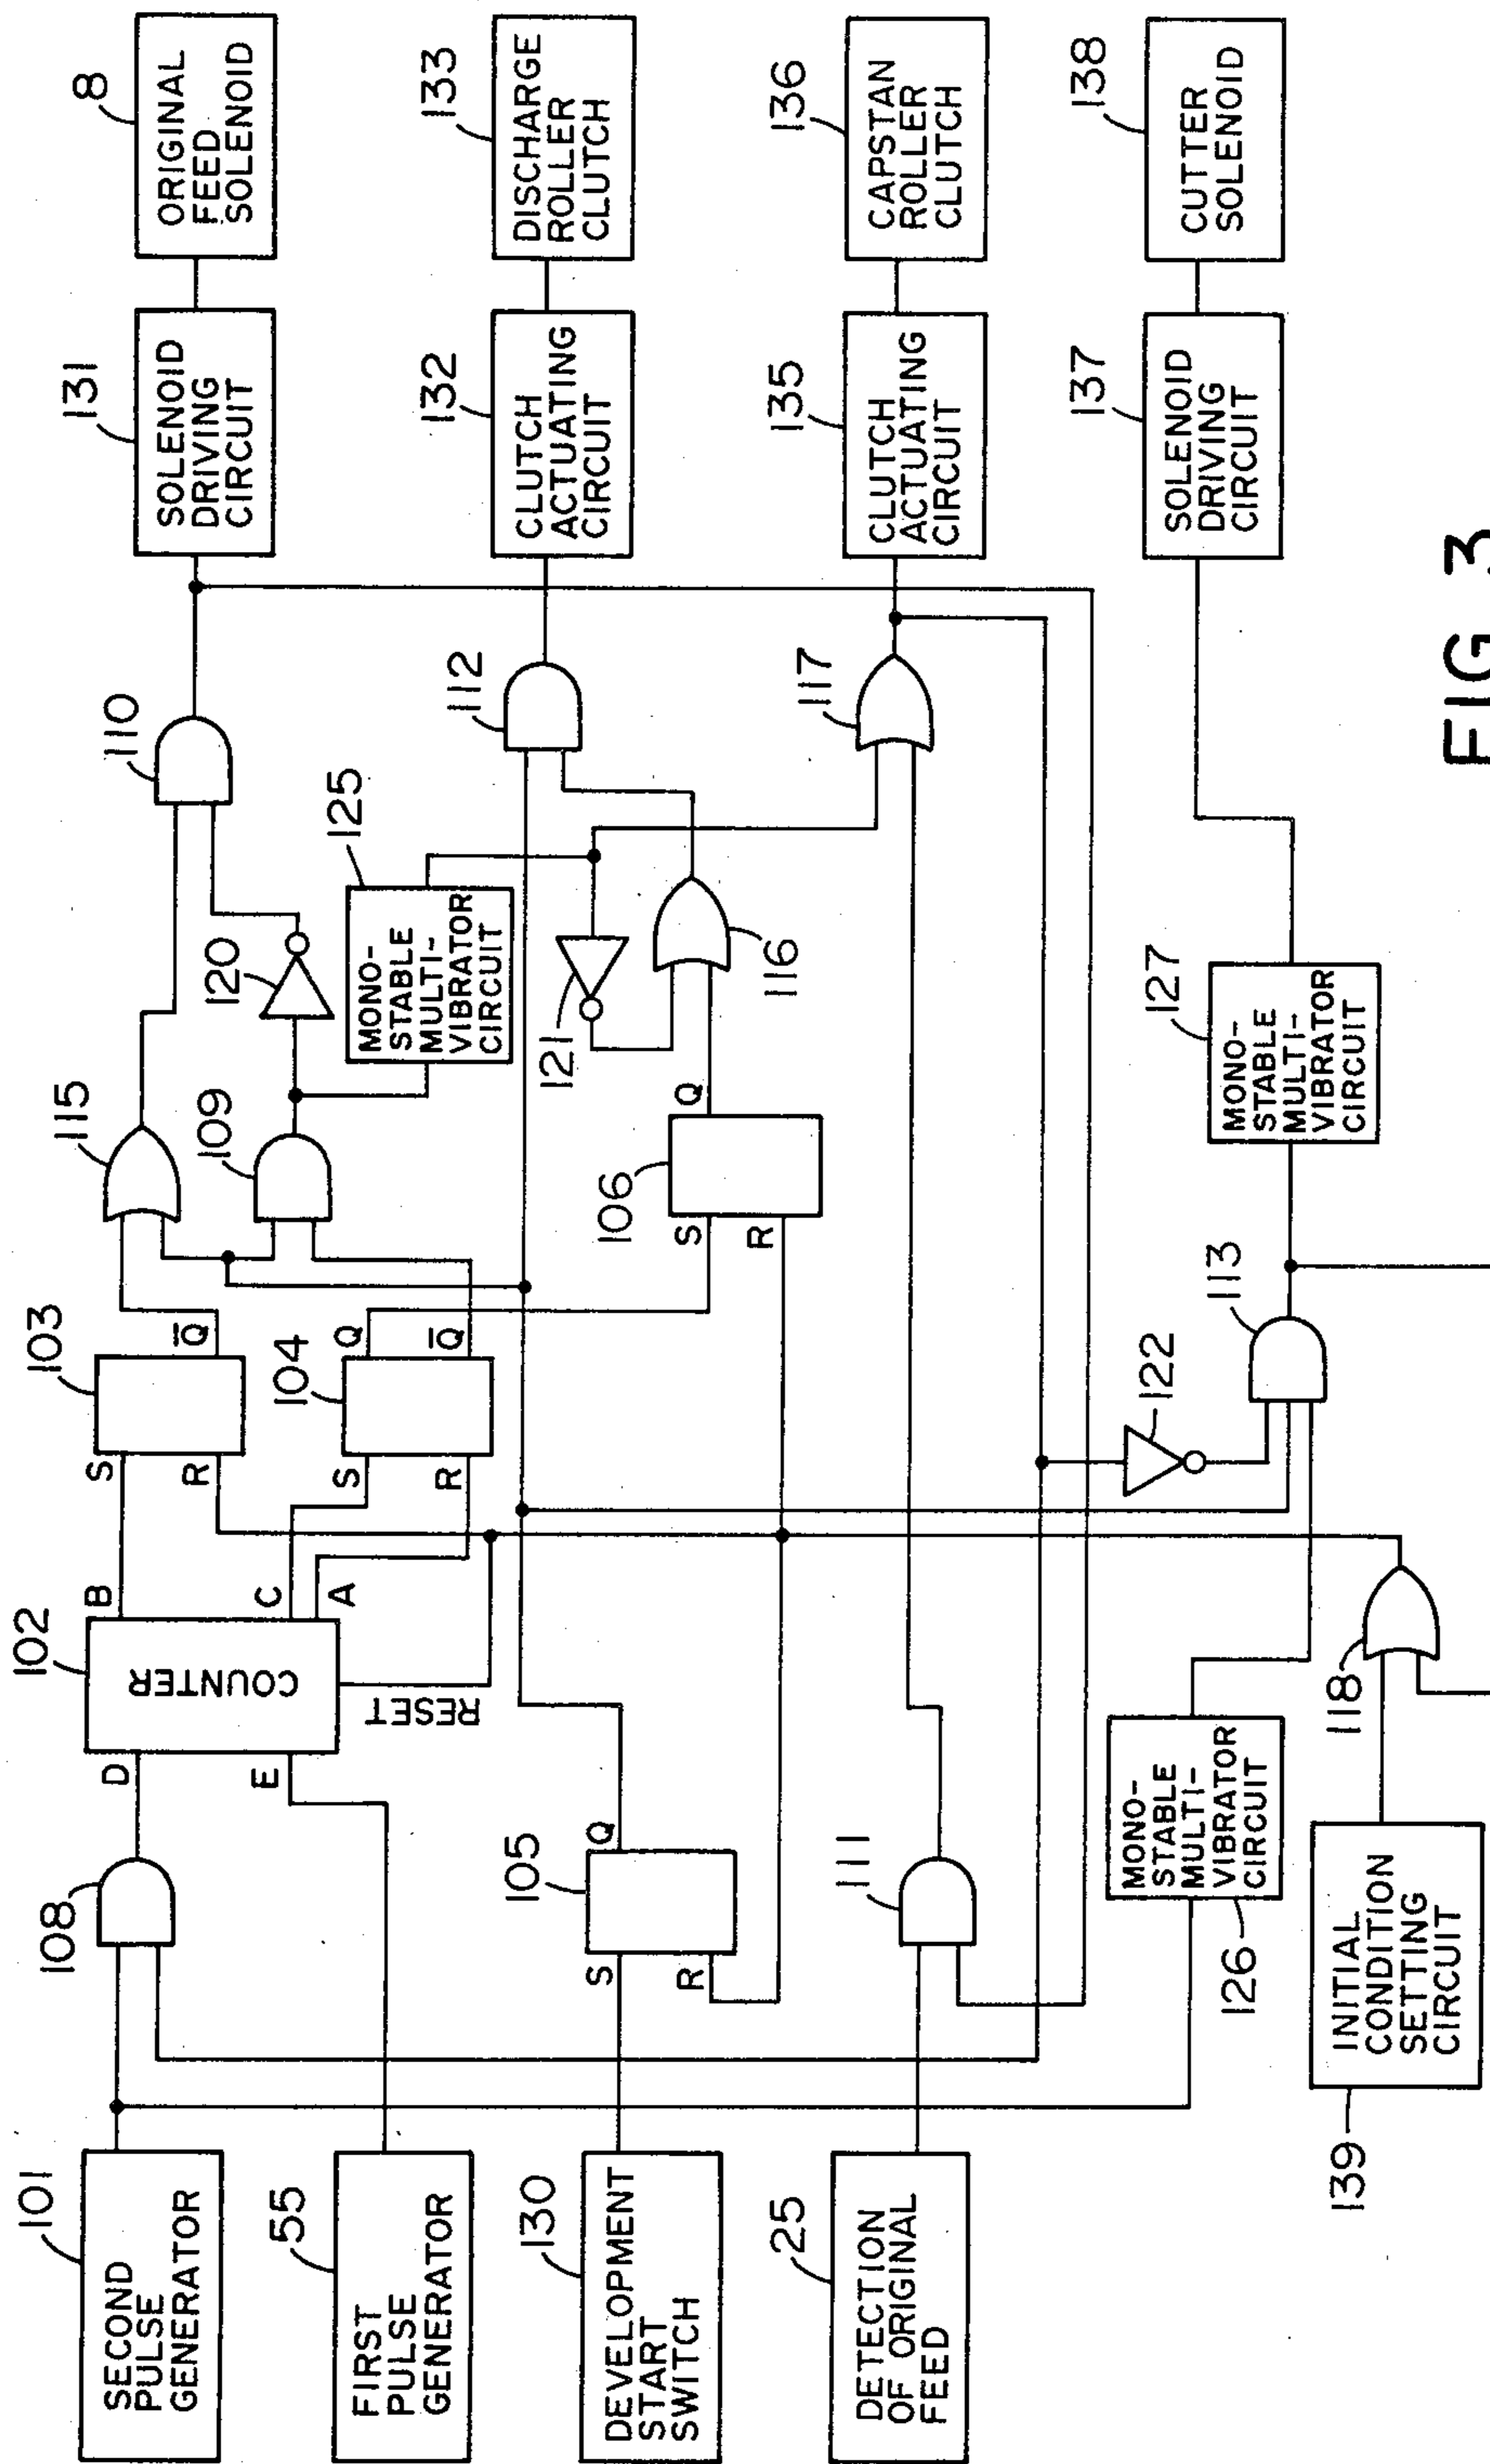 101
SECOND
PULSE
GENERATOR
55
FIRST
PULSE
GENERATOR
130
DEVELOPMENT
START
SWITCH
25
DETECTION
OF ORIGINAL
FEED
108
D
E
102
COUNTER
RESET
B
C
A
103
S
R
Q̅
104
S
R
Q
Q̅
105
S
R
Q
111
126
MONO-
STABLE
MULTI-
VIBRATOR
CIRCUIT
139
INITIAL
CONDITION
SETTING
CIRCUIT
118
115
109
120
110
125
MONO-
STABLE
MULTI-
VIBRATOR
CIRCUIT
121
116
106
S
R
Q
112
117
122
113
127
MONO-
STABLE
MULTI-
VIBRATOR
CIRCUIT
131
SOLENOID
DRIVING
CIRCUIT
8
ORIGINAL
FEED
SOLENOID
132
CLUTCH
ACTUATING
CIRCUIT
133
DISCHARGE
ROLLER
CLUTCH
135
CLUTCH
ACTUATING
CIRCUIT
136
CAPSTAN
ROLLER
CLUTCH
137
SOLENOID
DRIVING
CIRCUIT
138
CUTTER
SOLENOID
FIG. 3